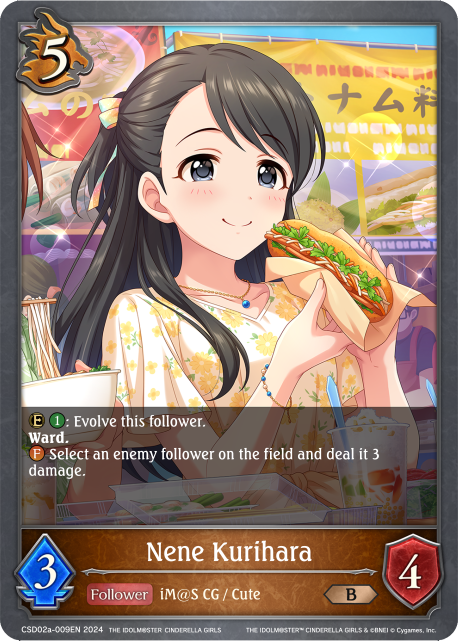 5
の
ナム料
E 1: Evolve this follower.
Ward.
F Select an enemy follower on the field and deal it 3
damage.
Nene Kurihara
3
Follower
iM@S CG / Cute
B
4
CSD02a-009EN 2024 THE IDOLM@STER CINDERELLA GIRLS THE IDOLM@STER™ CINDERELLA GIRLS & ©BNEI © Cygames, Inc.